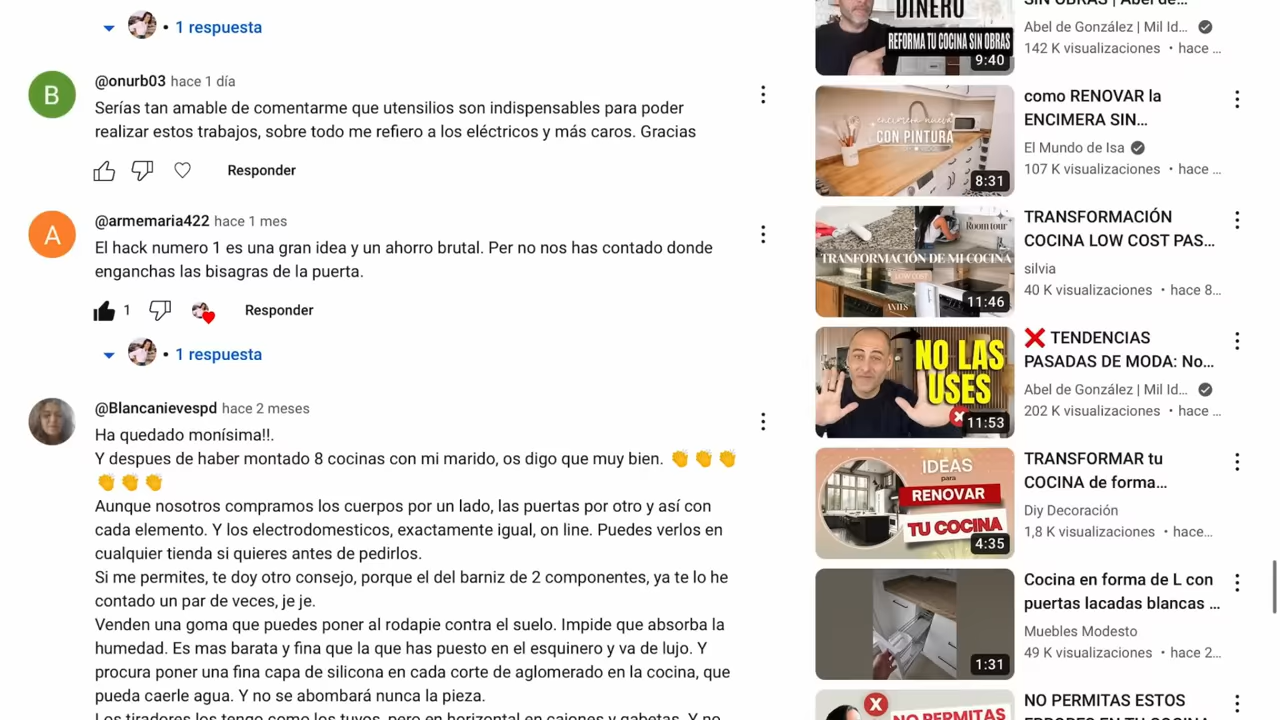 1 respuesta
B
@onurb03 hace 1 día
Serías tan amable de comentarme que utensilios son indispensables para poder
realizar estos trabajos, sobre todo me refiero a los eléctricos y más caros. Gracias
Responder
A
@armemaria422 hace 1 mes
El hack numero 1 es una gran idea y un ahorro brutal. Per no nos has contado donde
enganchas las bisagras de la puerta.
1
Responder
1 respuesta
@Blancanievespd hace 2 meses
Ha quedado monísima!!.
Y despues de haber montado 8 cocinas con mi marido, os digo que muy bien. 👏👏👏
👏👏👏
Aunque nosotros compramos los cuerpos por un lado, las puertas por otro y así con
cada elemento. Y los electrodomesticos, exactamente igual, on line. Puedes verlos en
cualquier tienda si quieres antes de pedirlos.
Si me permites, te doy otro consejo, porque el del barniz de 2 componentes, ya te lo he
contado un par de veces, je je.
Venden una goma que puedes poner al rodapie contra el suelo. Impide que absorba la
humedad. Es mas barata y fina que la que has puesto en el esquinero y va de lujo. Y
procura poner una fina capa de silicona en cada corte de aglomerado en la cocina, que
pueda caerle agua. Y no se abombará nunca la pieza.
Los tiradores los tengo como los tuyos, pero en horizontal en cajones y gabetas. Y no
DINERO
REFORMA TU COCINA SIN OBRAS
9:40
SIN OBRAS | Abel de...
Abel de González | Mil Id...
142 K visualizaciones • hace ...
encimera nueva
CON PINTURA
8:31
como RENOVAR la
ENCIMERA SIN...
El Mundo de Isa
107 K visualizaciones • hace ...
Room tour
TRANFORMACIÓN DE MI COCINA
LOW COST
ANTES
11:46
TRANSFORMACIÓN
COCINA LOW COST PAS...
silvia
40 K visualizaciones • hace 8...
NO LAS
USES
11:53
❌ TENDENCIAS
PASADAS DE MODA: No...
Abel de González | Mil Id...
202 K visualizaciones • hace ...
IDEAS
para
RENOVAR
TU COCINA
4:35
TRANSFORMAR tu
COCINA de forma...
Diy Decoración
1,8 K visualizaciones • hace...
1:31
Cocina en forma de L con
puertas lacadas blancas ...
Muebles Modesto
49 K visualizaciones • hace 2...
NO PERMITAS
NO PERMITAS ESTOS
ERRORES EN TU COCINA